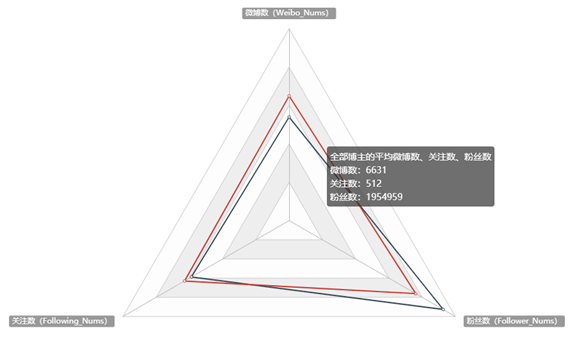 微博数（Weibo_Nums）
全部博主的平均微博数、关注数、粉丝数
微博数：6631
关注数：512
粉丝数：1954959
关注数（Following_Nums）
粉丝数（Follower_Nums）